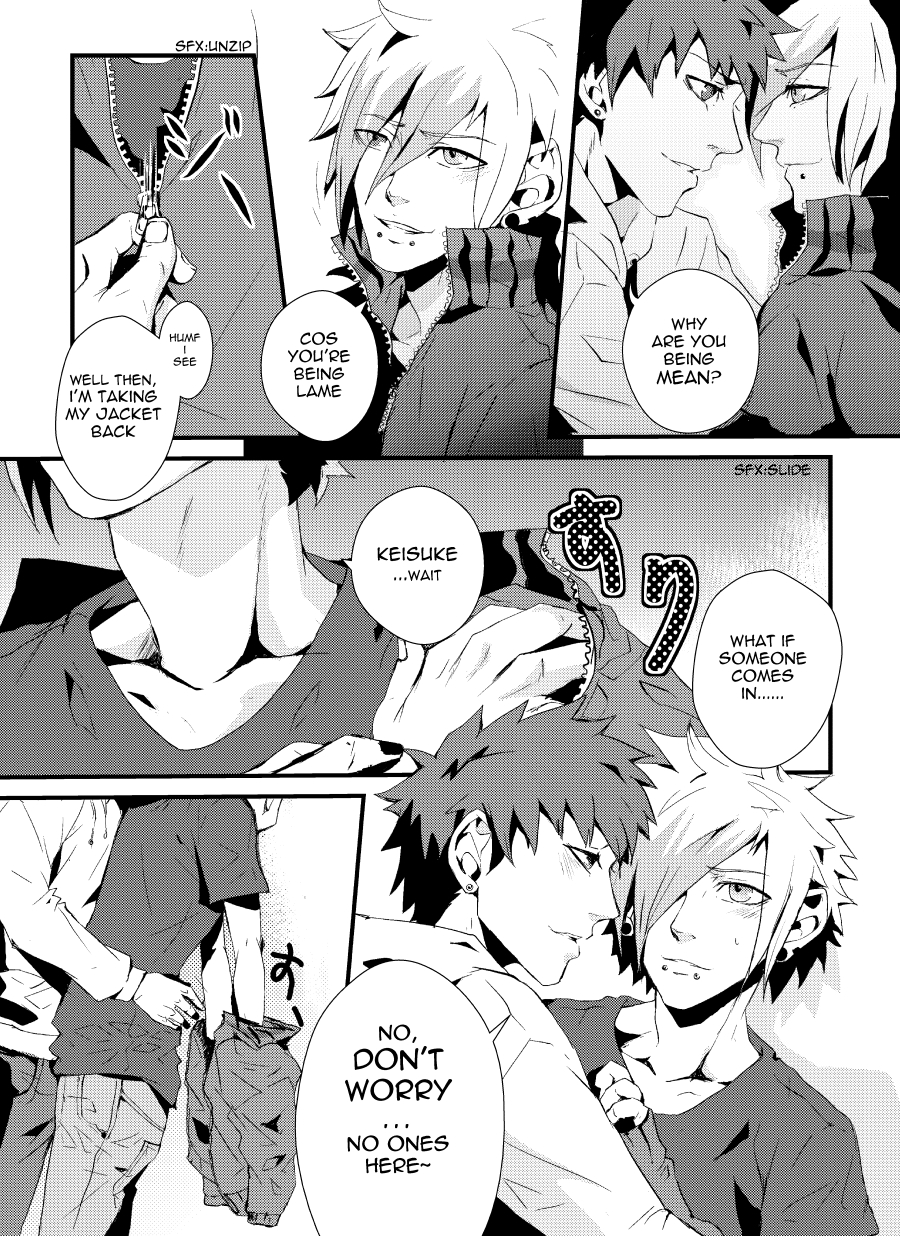 WHY
ARE YOU
BEING
MEAN?
COS
YOU'RE
BEING
LAME
SFX:UNZIP
HUMF
I
SEE
WELL THEN,
I'M TAKING
MY JACKET
BACK
SFX:SLIDE
すり
KEISUKE
...WAIT
WHAT IF
SOMEONE
COMES
IN......
NO,
DON'T
WORRY
...
NO ONES
HERE~